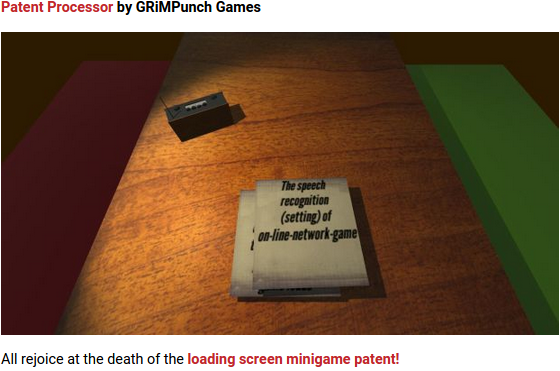 Patent Processor by GRiMPunch Games
The speech
recognition
(setting) of
on-line-network-game
All rejoice at the death of the loading screen minigame patent!